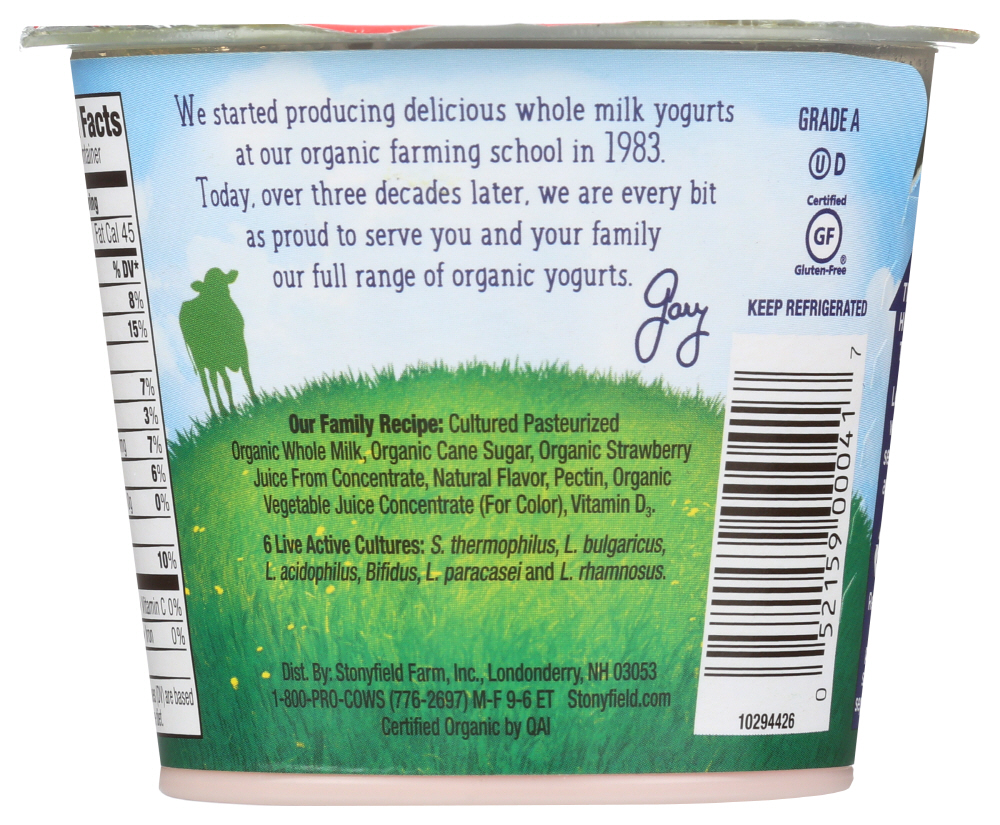 Facts
Fat Cal 45
% DV*
8%
15%
7%
3%
7%
6%
0%
10%
Vitamin C 0%
Iron 0%
(DV) are based
We started producing delicious whole milk yogurts
at our organic farming school in 1983.
Today, over three decades later, we are every bit
as proud to serve you and your family
our full range of organic yogurts.
Gary
Our Family Recipe: Cultured Pasteurized
Organic Whole Milk, Organic Cane Sugar, Organic Strawberry
Juice From Concentrate, Natural Flavor, Pectin, Organic
Vegetable Juice Concentrate (For Color), Vitamin D₃.
6 Live Active Cultures: S. thermophilus, L. bulgaricus,
L. acidophilus, Bifidus, L. paracasei and L. rhamnosus.
Dist. By: Stonyfield Farm, Inc., Londonderry, NH 03053
1-800-PRO-COWS (776-2697) M-F 9-6 ET Stonyfield.com
Certified Organic by QAI
GRADE A
U D
Certified
GF
®
Gluten-Free
KEEP REFRIGERATED
0 52159 00041 7
10294426